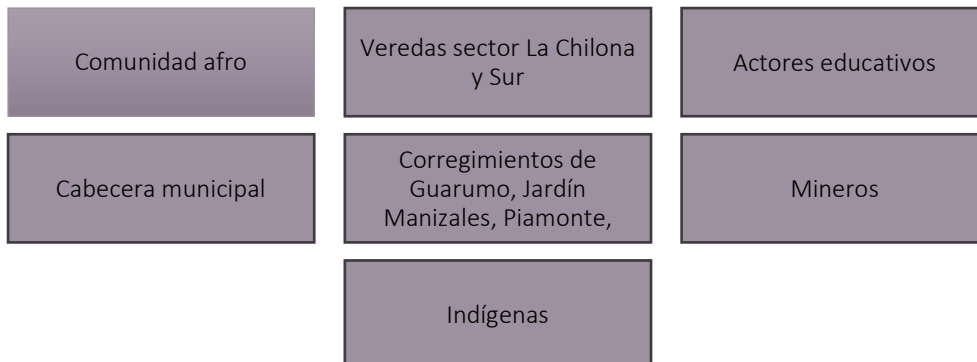 Comunidad afro
Veredas sector La Chilona
y Sur
Actores educativos
Cabecera municipal
Corregimientos de
Guarumo, Jardín
Manizales, Piamonte,
Mineros
Indígenas